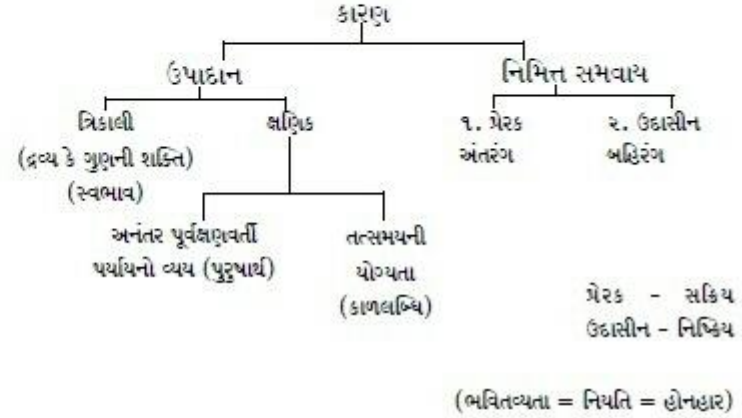 કારણ
ઉપાદાન નિમિત્ત સમવાય
ત્રિકાલી ક્ષણિક ૧. પ્રેરક ૨. ઉદાસીન
(દ્રવ્ય કે ગુણની શક્તિ) અંતરંગ બહિરંગ
(સ્વભાવ)
અનંતર પૂર્વક્ષણવર્તી તત્સમયની
પર્યાયનો વ્યય (પુરુષાર્થ) યોગ્યતા
(કાળલબ્ધિ)
પ્રેરક - સક્રિય
ઉદાસીન - નિષ્ક્રિય
(ભવિતવ્યતા = નિયતિ = હોનહાર)